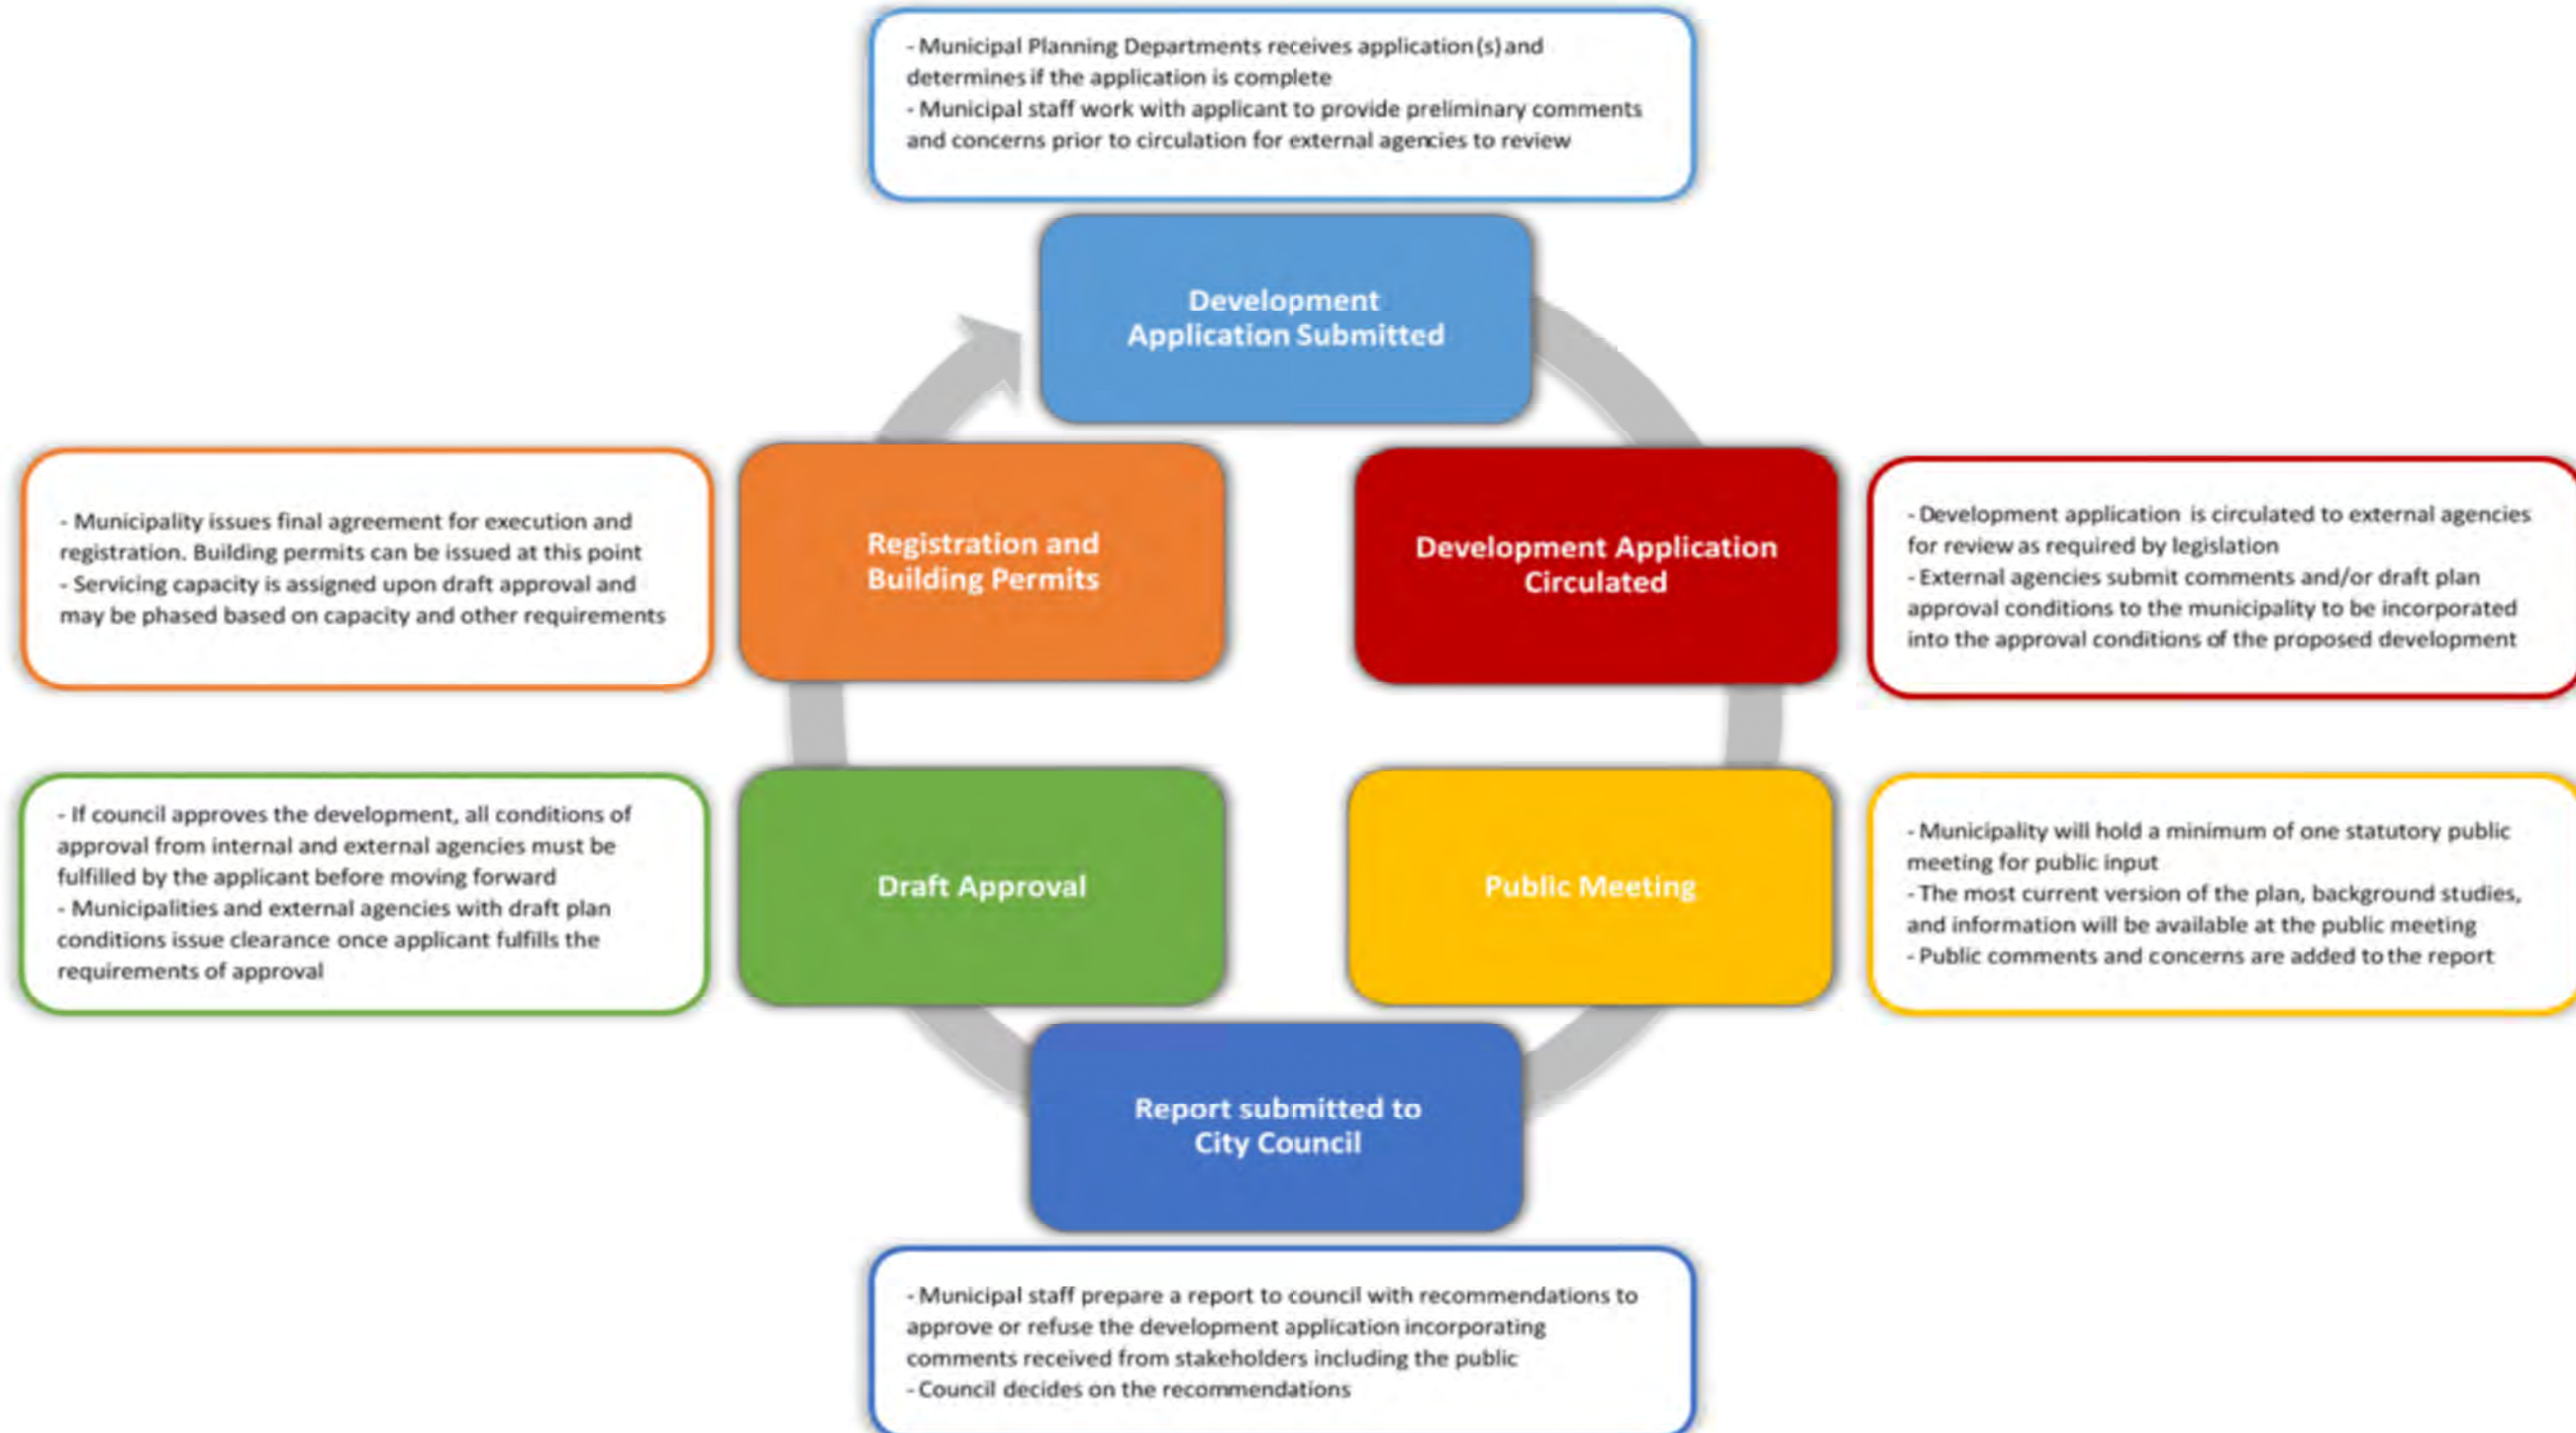 - Municipal Planning Departments receives application(s) and
determines if the application is complete
- Municipal staff work with applicant to provide preliminary comments
and concerns prior to circulation for external agencies to review
Development
Application Submitted
Development Application
Circulated
- Development application is circulated to external agencies
for review as required by legislation
- External agencies submit comments and/or draft plan
approval conditions to the municipality to be incorporated
into the approval conditions of the proposed development
Public Meeting
- Municipality will hold a minimum of one statutory public
meeting for public input
- The most current version of the plan, background studies,
and information will be available at the public meeting
- Public comments and concerns are added to the report
Report submitted to
City Council
- Municipal staff prepare a report to council with recommendations to
approve or refuse the development application incorporating
comments received from stakeholders including the public
- Council decides on the recommendations
Draft Approval
- If council approves the development, all conditions of
approval from internal and external agencies must be
fulfilled by the applicant before moving forward
- Municipalities and external agencies with draft plan
conditions issue clearance once applicant fulfills the
requirements of approval
Registration and
Building Permits
- Municipality issues final agreement for execution and
registration. Building permits can be issued at this point
- Servicing capacity is assigned upon draft approval and
may be phased based on capacity and other requirements